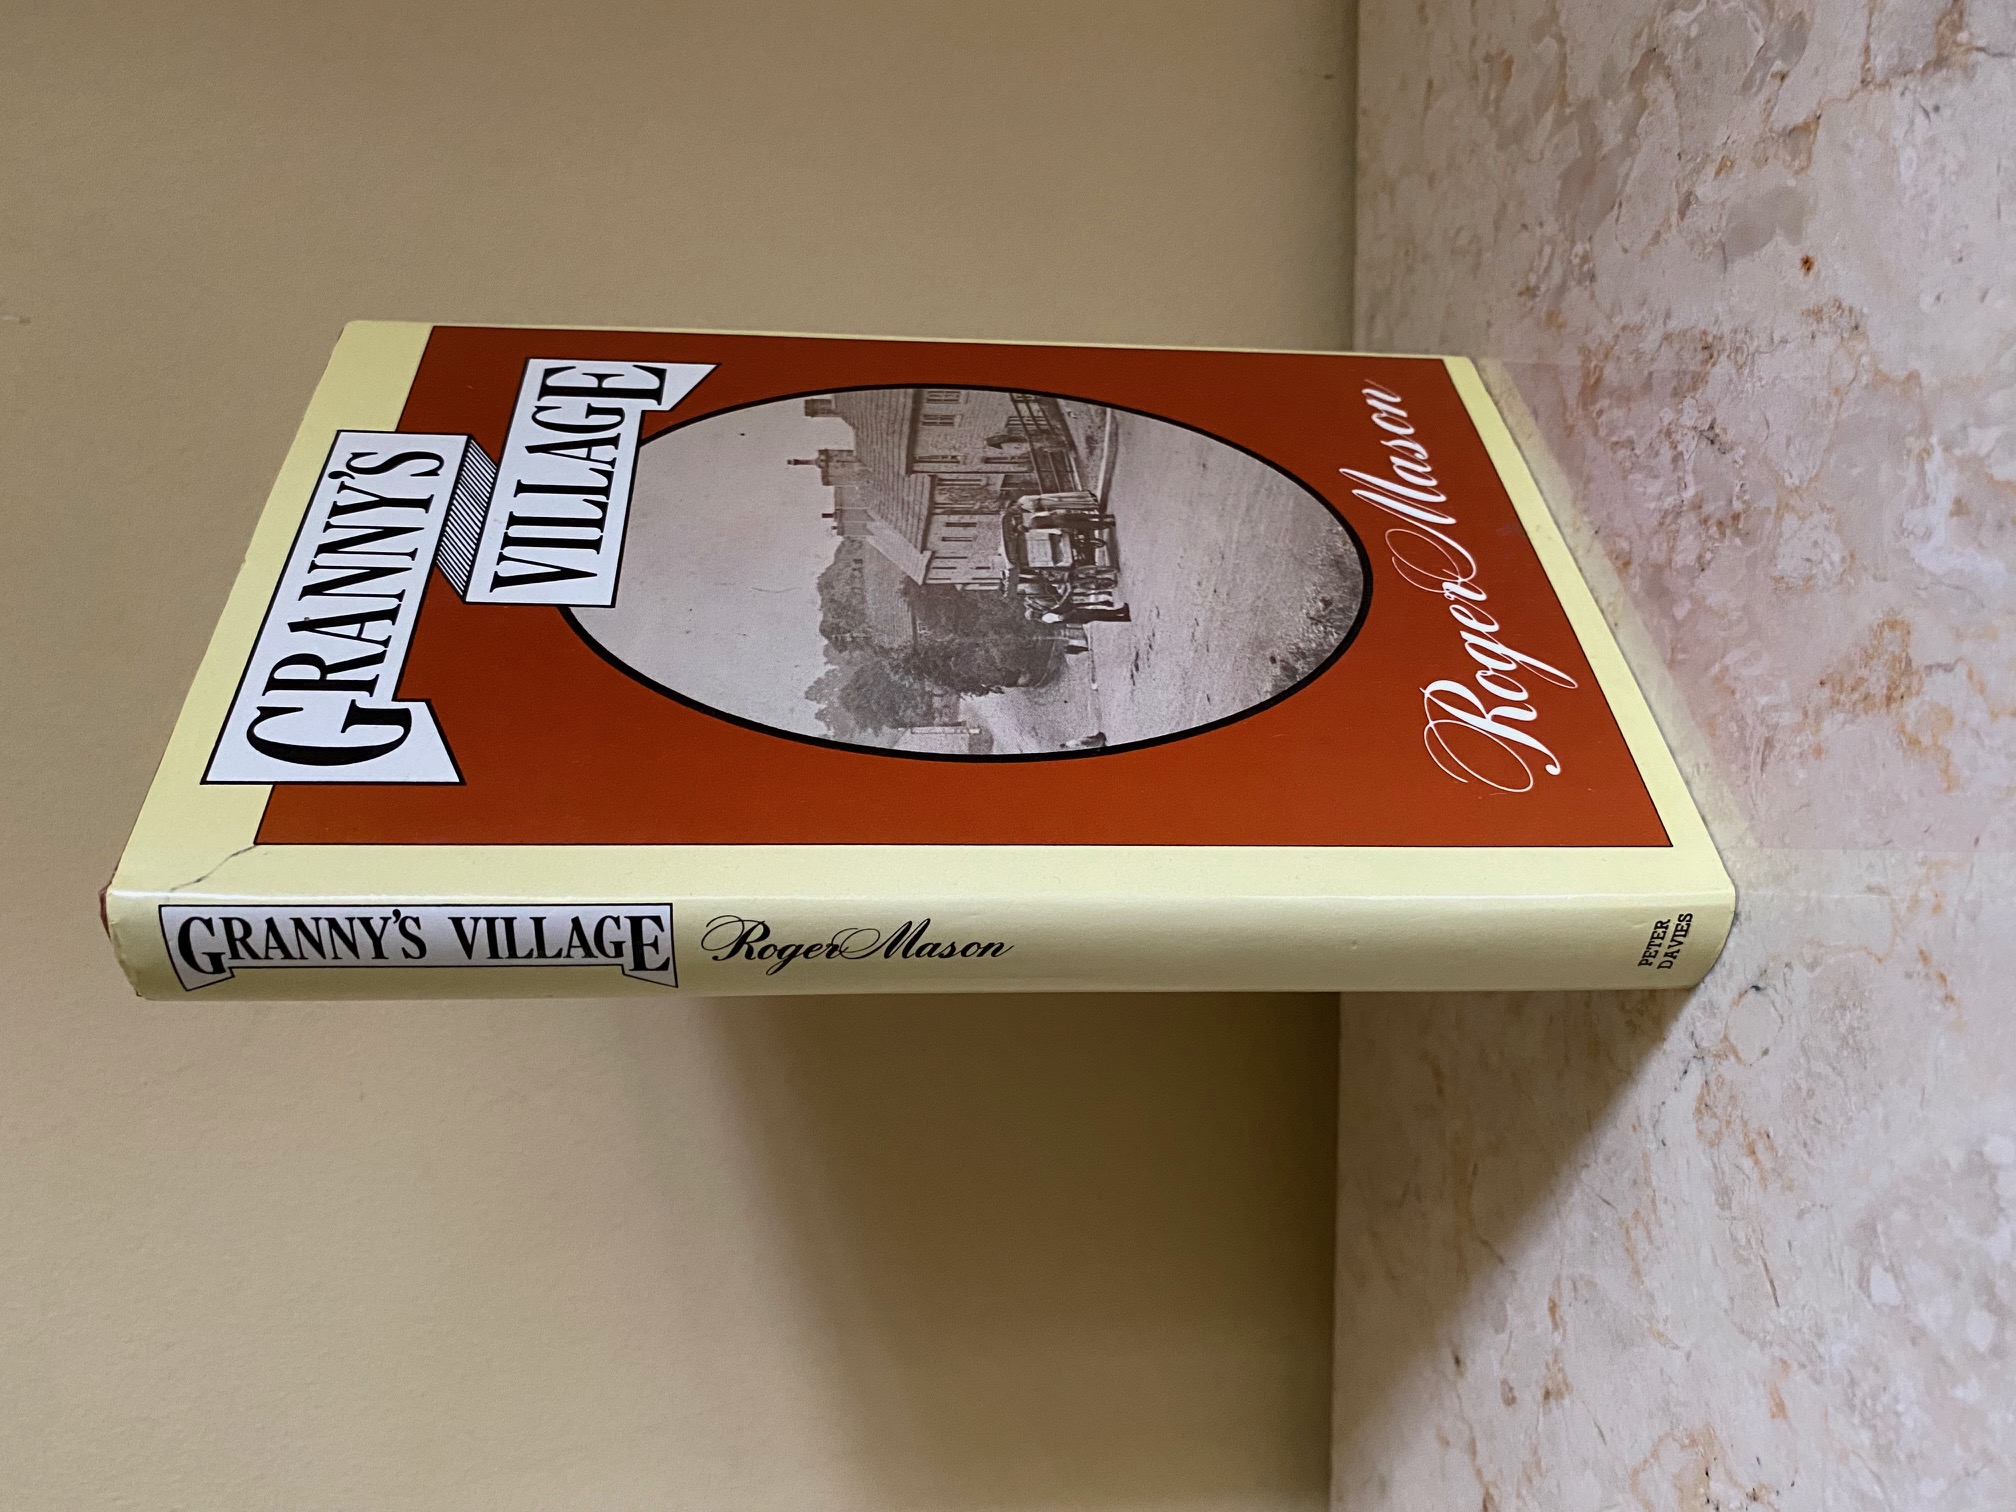 GRANNY'S
VILLAGE
Roger Mason
GRANNY'S VILLAGE
Roger Mason
PETER
DAVIES